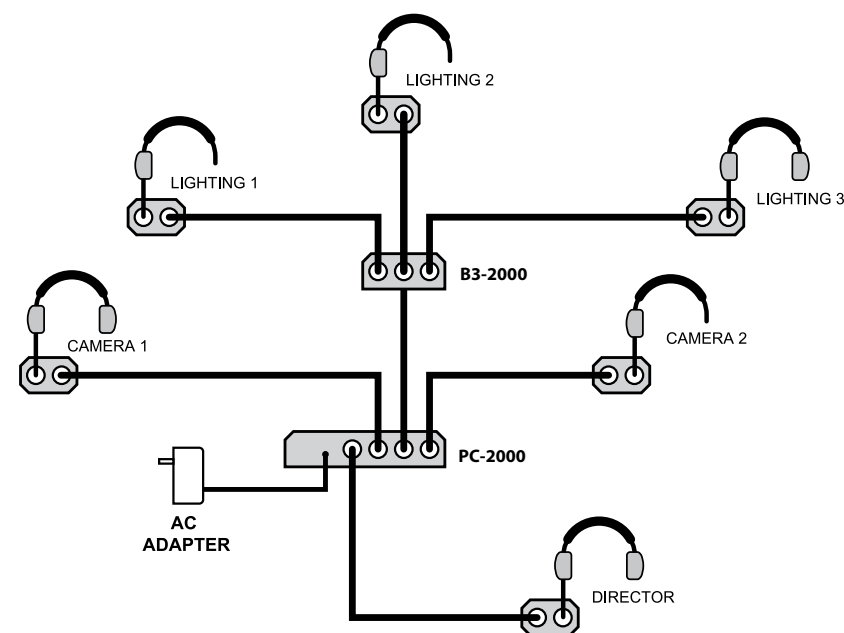 LIGHTING 2
LIGHTING 1
LIGHTING 3
B3-2000
CAMERA 1
CAMERA 2
PC-2000
AC
ADAPTER
DIRECTOR